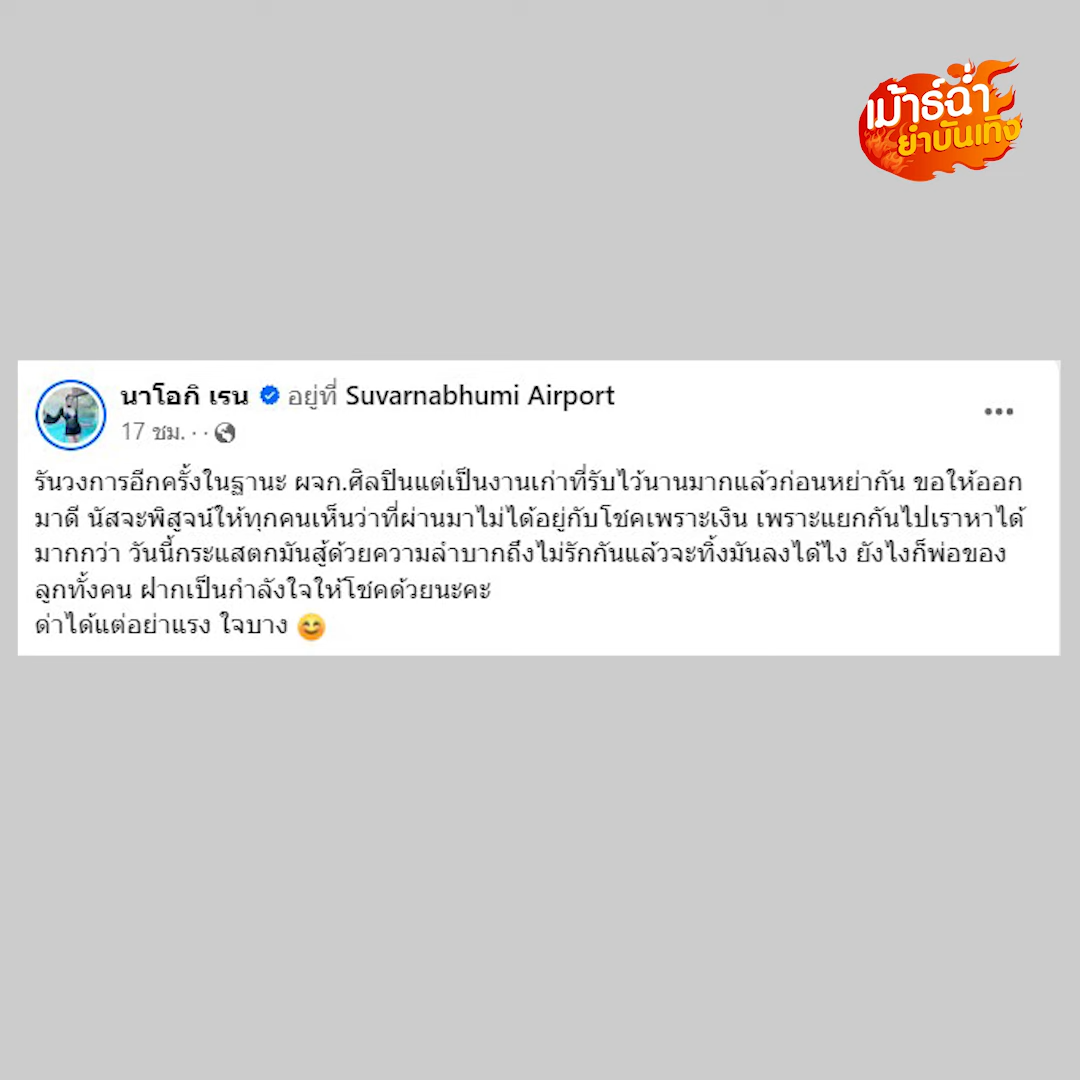 เม้าธ์ฉ่ำ
ยำบันเทิง
นาโอกิ เรน อยู่ที่ Suvarnabhumi Airport
17 ชม. · ·
รันวงการอีกครั้งในฐานะ ผจก.ศิลปินแต่เป็นงานเก่าที่รับไว้นานมากแล้วก่อนหย่ากัน ขอให้ออก
มาดี นัสจะพิสูจน์ให้ทุกคนเห็นว่าที่ผ่านมาไม่ได้อยู่กับโชคเพราะเงิน เพราะแยกกันไปเราหาได้
มากกว่า วันนี้กระแสตกมันสู้ด้วยความลำบากถึงไม่รักกันแล้วจะทิ้งมันลงได้ไง ยังไงก็พ่อของ
ลูกทั้งคน ฝากเป็นกำลังใจให้โชคด้วยนะคะ
ด่าได้แต่อย่าแรง ใจบาง 😊